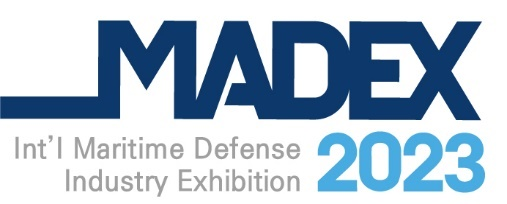 MADEX
Int'l Maritime Defense
Industry Exhibition
2023